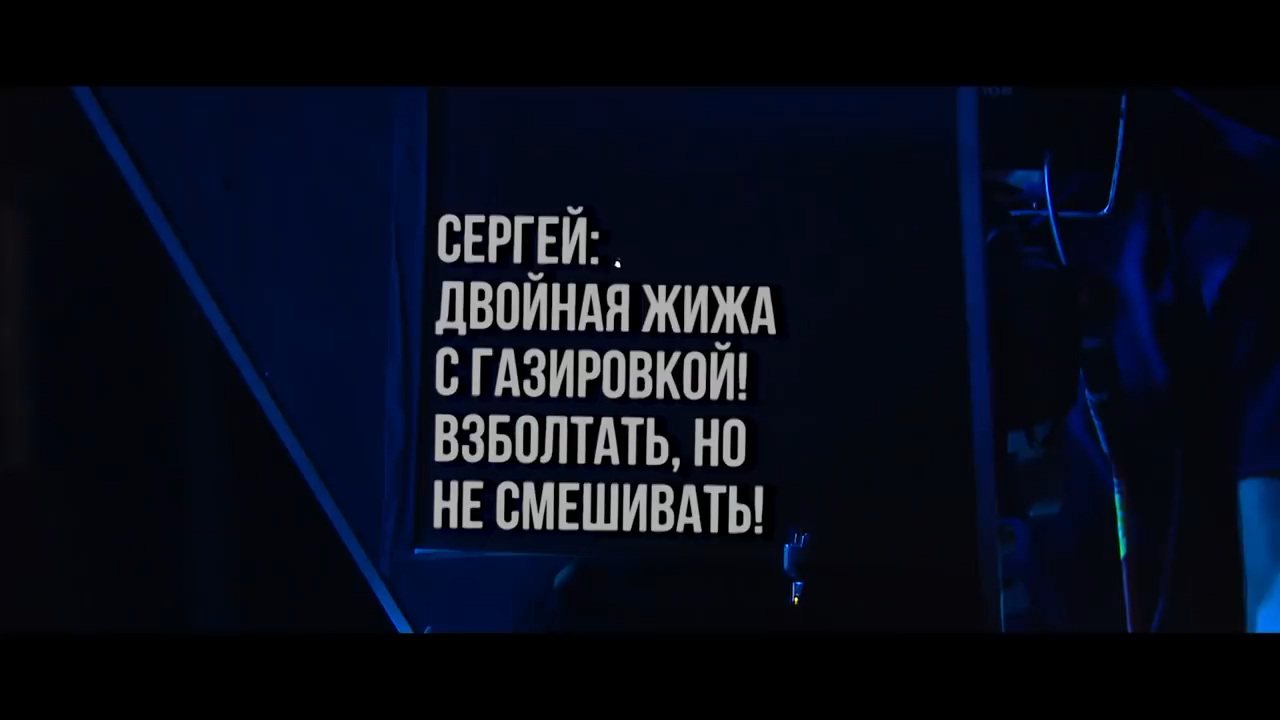 СЕРГЕЙ:
ДВОЙНАЯ ЖИЖА
С ГАЗИРОВКОЙ!
ВЗБОЛТАТЬ, НО
НЕ СМЕШИВАТЬ!